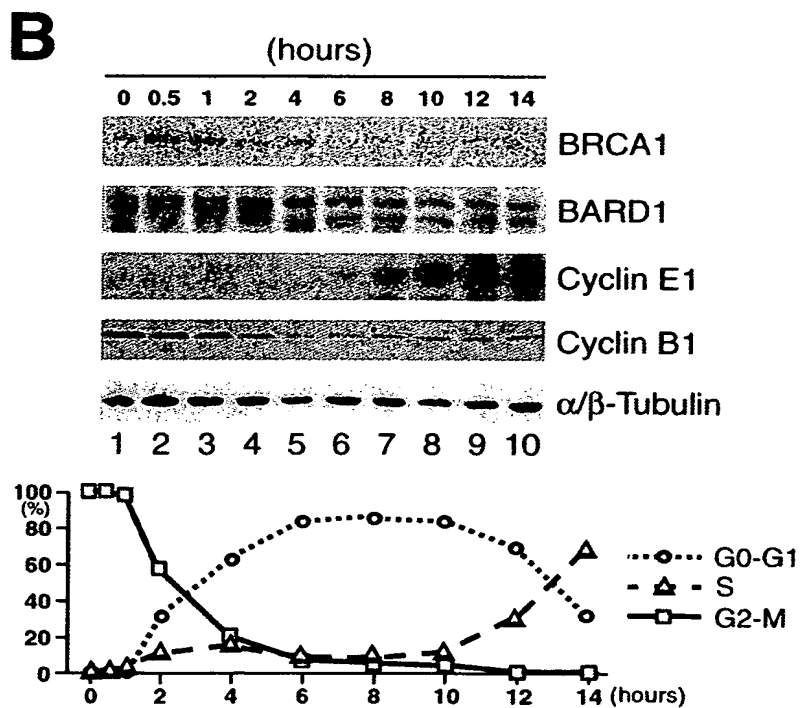 B
(hours)
0 0.5 1 2 4 6 8 10 12 14
BRCA1
BARD1
Cyclin E1
Cyclin B1
α/β-Tubulin
1 2 3 4 5 6 7 8 9 10
100
(%)
80
60
40
20
0
0 2 4 6 8 10 12 14 (hours)
G0-G1
S
G2-M